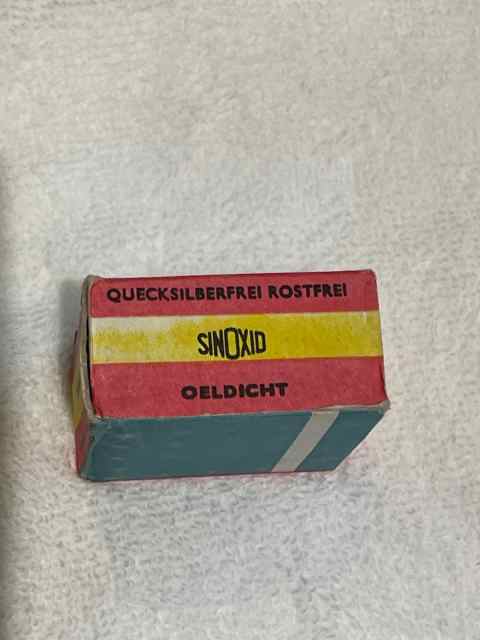 QUECKSILBERFREI ROSTFREI
SINOXID
OELDICHT